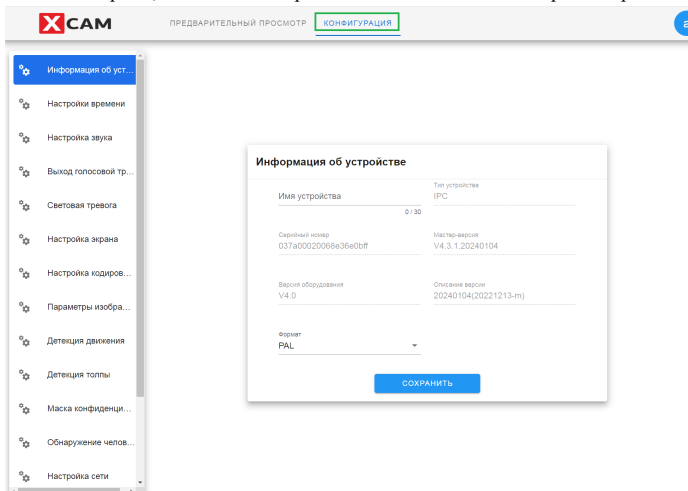 XCAM
ПРЕДВАРИТЕЛЬНЫЙ ПРОСМОТР
КОНФИГУРАЦИЯ
a
Информация об уст...
Настройки времени
Настройка звука
Выход голосовой тр...
Световая тревога
Настройка экрана
Настройка кодиров...
Параметры изобра...
Детекция движения
Детекция толпы
Маска конфиденци...
Обнаружение челов...
Настройка сети
Информация об устройстве
Имя устройства
0 / 30
Тип устройства
IPC
Серийный номер
037a00020068e36e0bff
Мастер-версия
V4.3.1.20240104
Версия оборудования
V4.0
Описание версии
20240104(20221213-m)
Формат
PAL
СОХРАНИТЬ